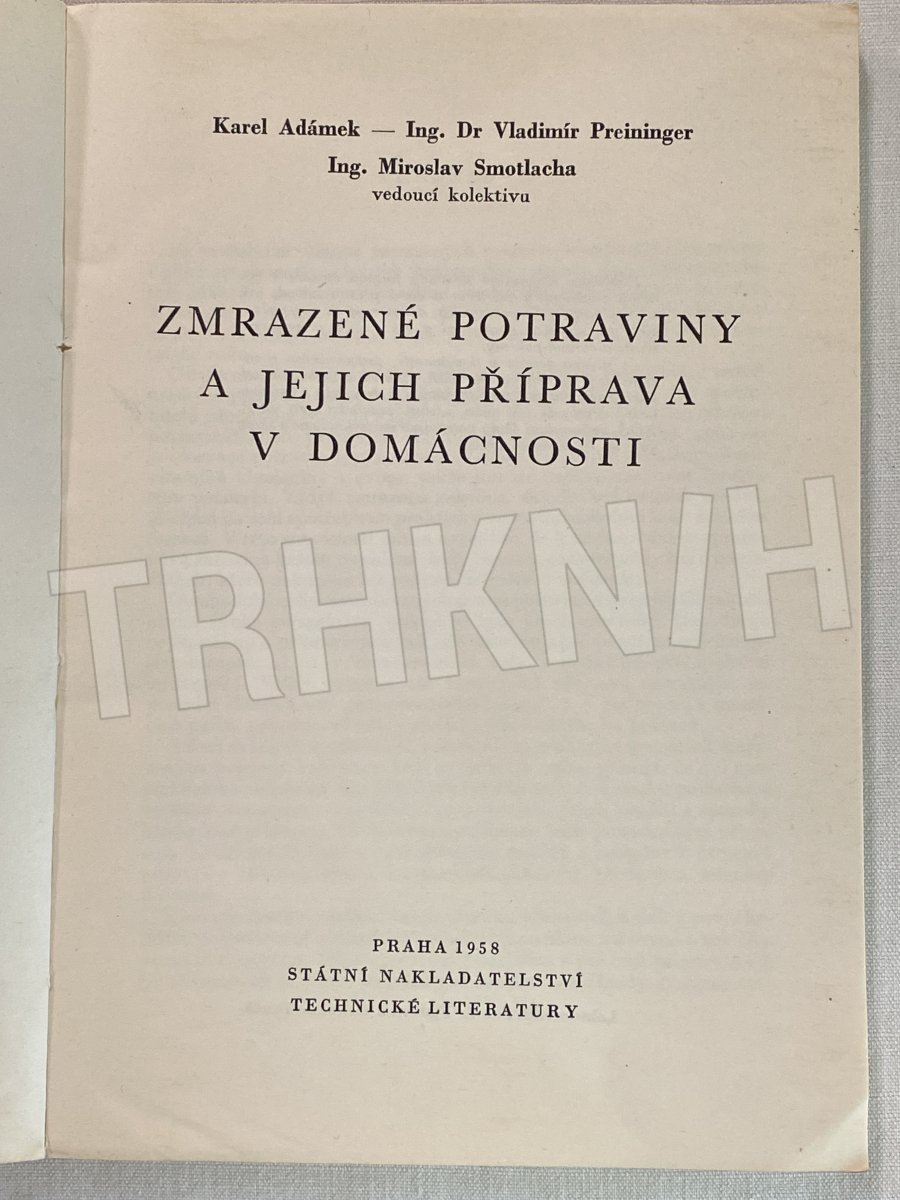 Karel Adámek — Ing. Dr Vladimír Preininger
Ing. Miroslav Smotlacha
vedoucí kolektivu
ZMRAZENÉ POTRAVINY
A JEJICH PŘÍPRAVA
V DOMÁCNOSTI
TRHKNIH
PRAHA 1958
STÁTNÍ NAKLADATELSTVÍ
TECHNICKÉ LITERATURY